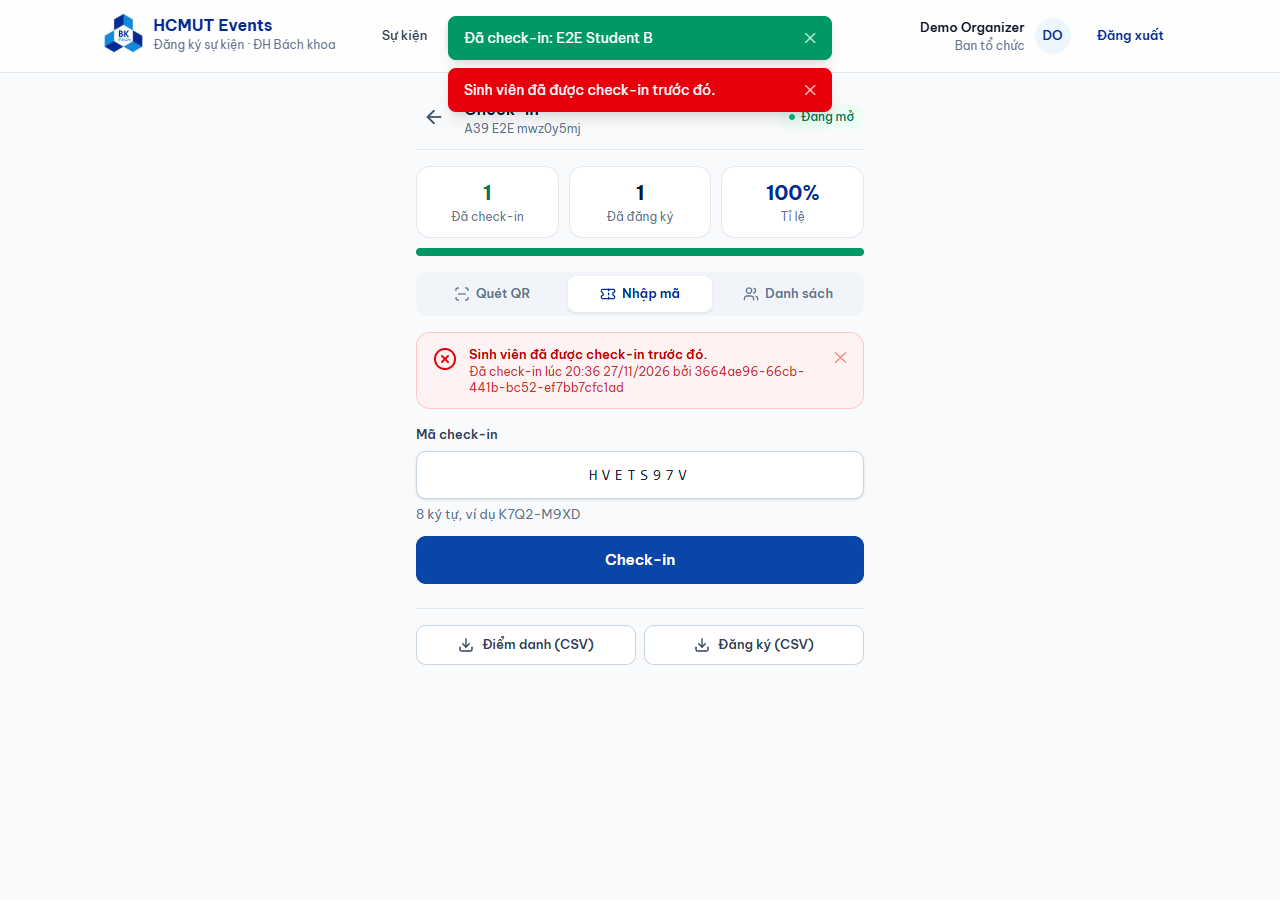 HCMUT Events
Đăng ký sự kiện · ĐH Bách khoa
BK
Sự kiện
Đã check-in: E2E Student B
Sinh viên đã được check-in trước đó.
Demo Organizer
Ban tổ chức
DO
Đăng xuất
Check-in
A39 E2E mwz0y5mj
Đang mở
1
Đã check-in
1
Đã đăng ký
100%
Tỉ lệ
Quét QR
Nhập mã
Danh sách
Sinh viên đã được check-in trước đó.
Đã check-in lúc 20:36 27/11/2026 bởi 3664ae96-66cb-
441b-bc52-ef7bb7cfc1ad
Mã check-in
HVETS97V
8 ký tự, ví dụ K7Q2-M9XD
Check-in
Điểm danh (CSV)
Đăng ký (CSV)